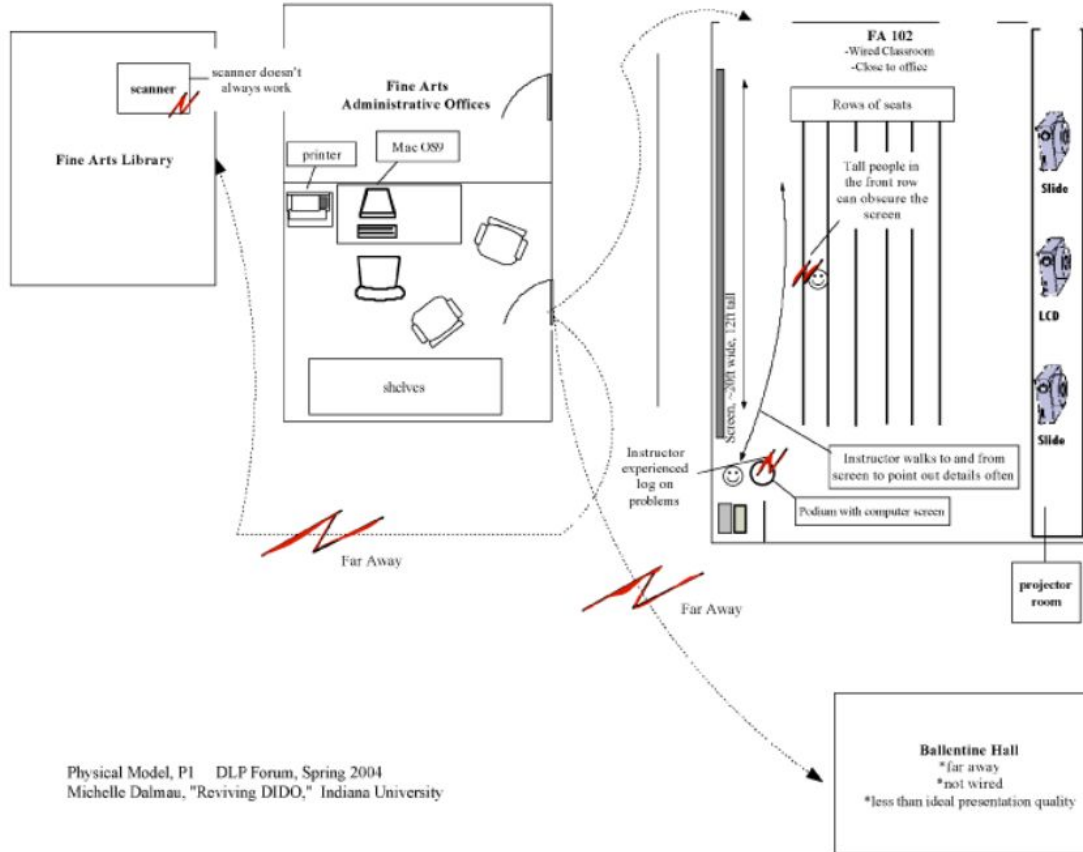 scanner
scanner doesn't
always work
Fine Arts Library
Fine Arts
Administrative Offices
printer
Mac OS9
shelves
Far Away
Far Away
FA 102
-Wired Classroom
-Close to office
Rows of seats
Tall people in
the front row
can obscure the
screen
Screen, ~20ft wide, 12ft tall
Instructor
experienced
log on
problems
Instructor walks to and from
screen to point out details often
Podium with computer screen
Slide
LCD
Slide
projector
room
Ballentine Hall
*far away
*not wired
*less than ideal presentation quality
Physical Model, P1 DLP Forum, Spring 2004
Michelle Dalmau, "Reviving DIDO," Indiana University